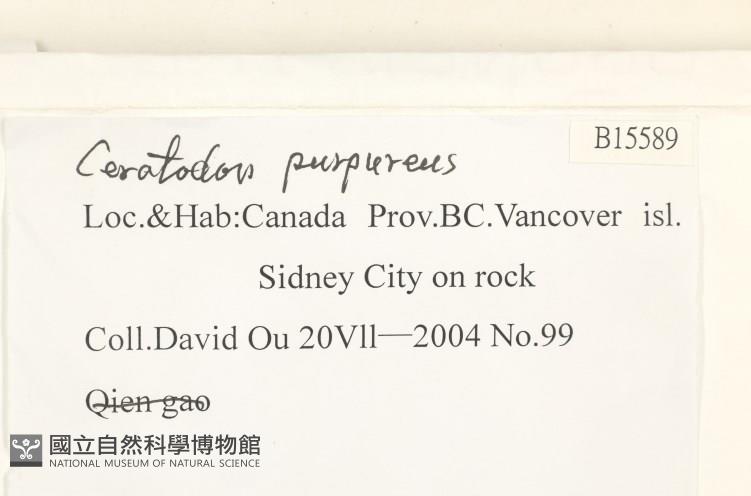 B15589
Ceratodon purpureus
Loc.&Hab:Canada Prov.BC.Vancover isl.
Sidney City on rock
Coll.David Ou 20Vll—2004 No.99
Qien gao
國立自然科學博物館
NATIONAL MUSEUM OF NATURAL SCIENCE